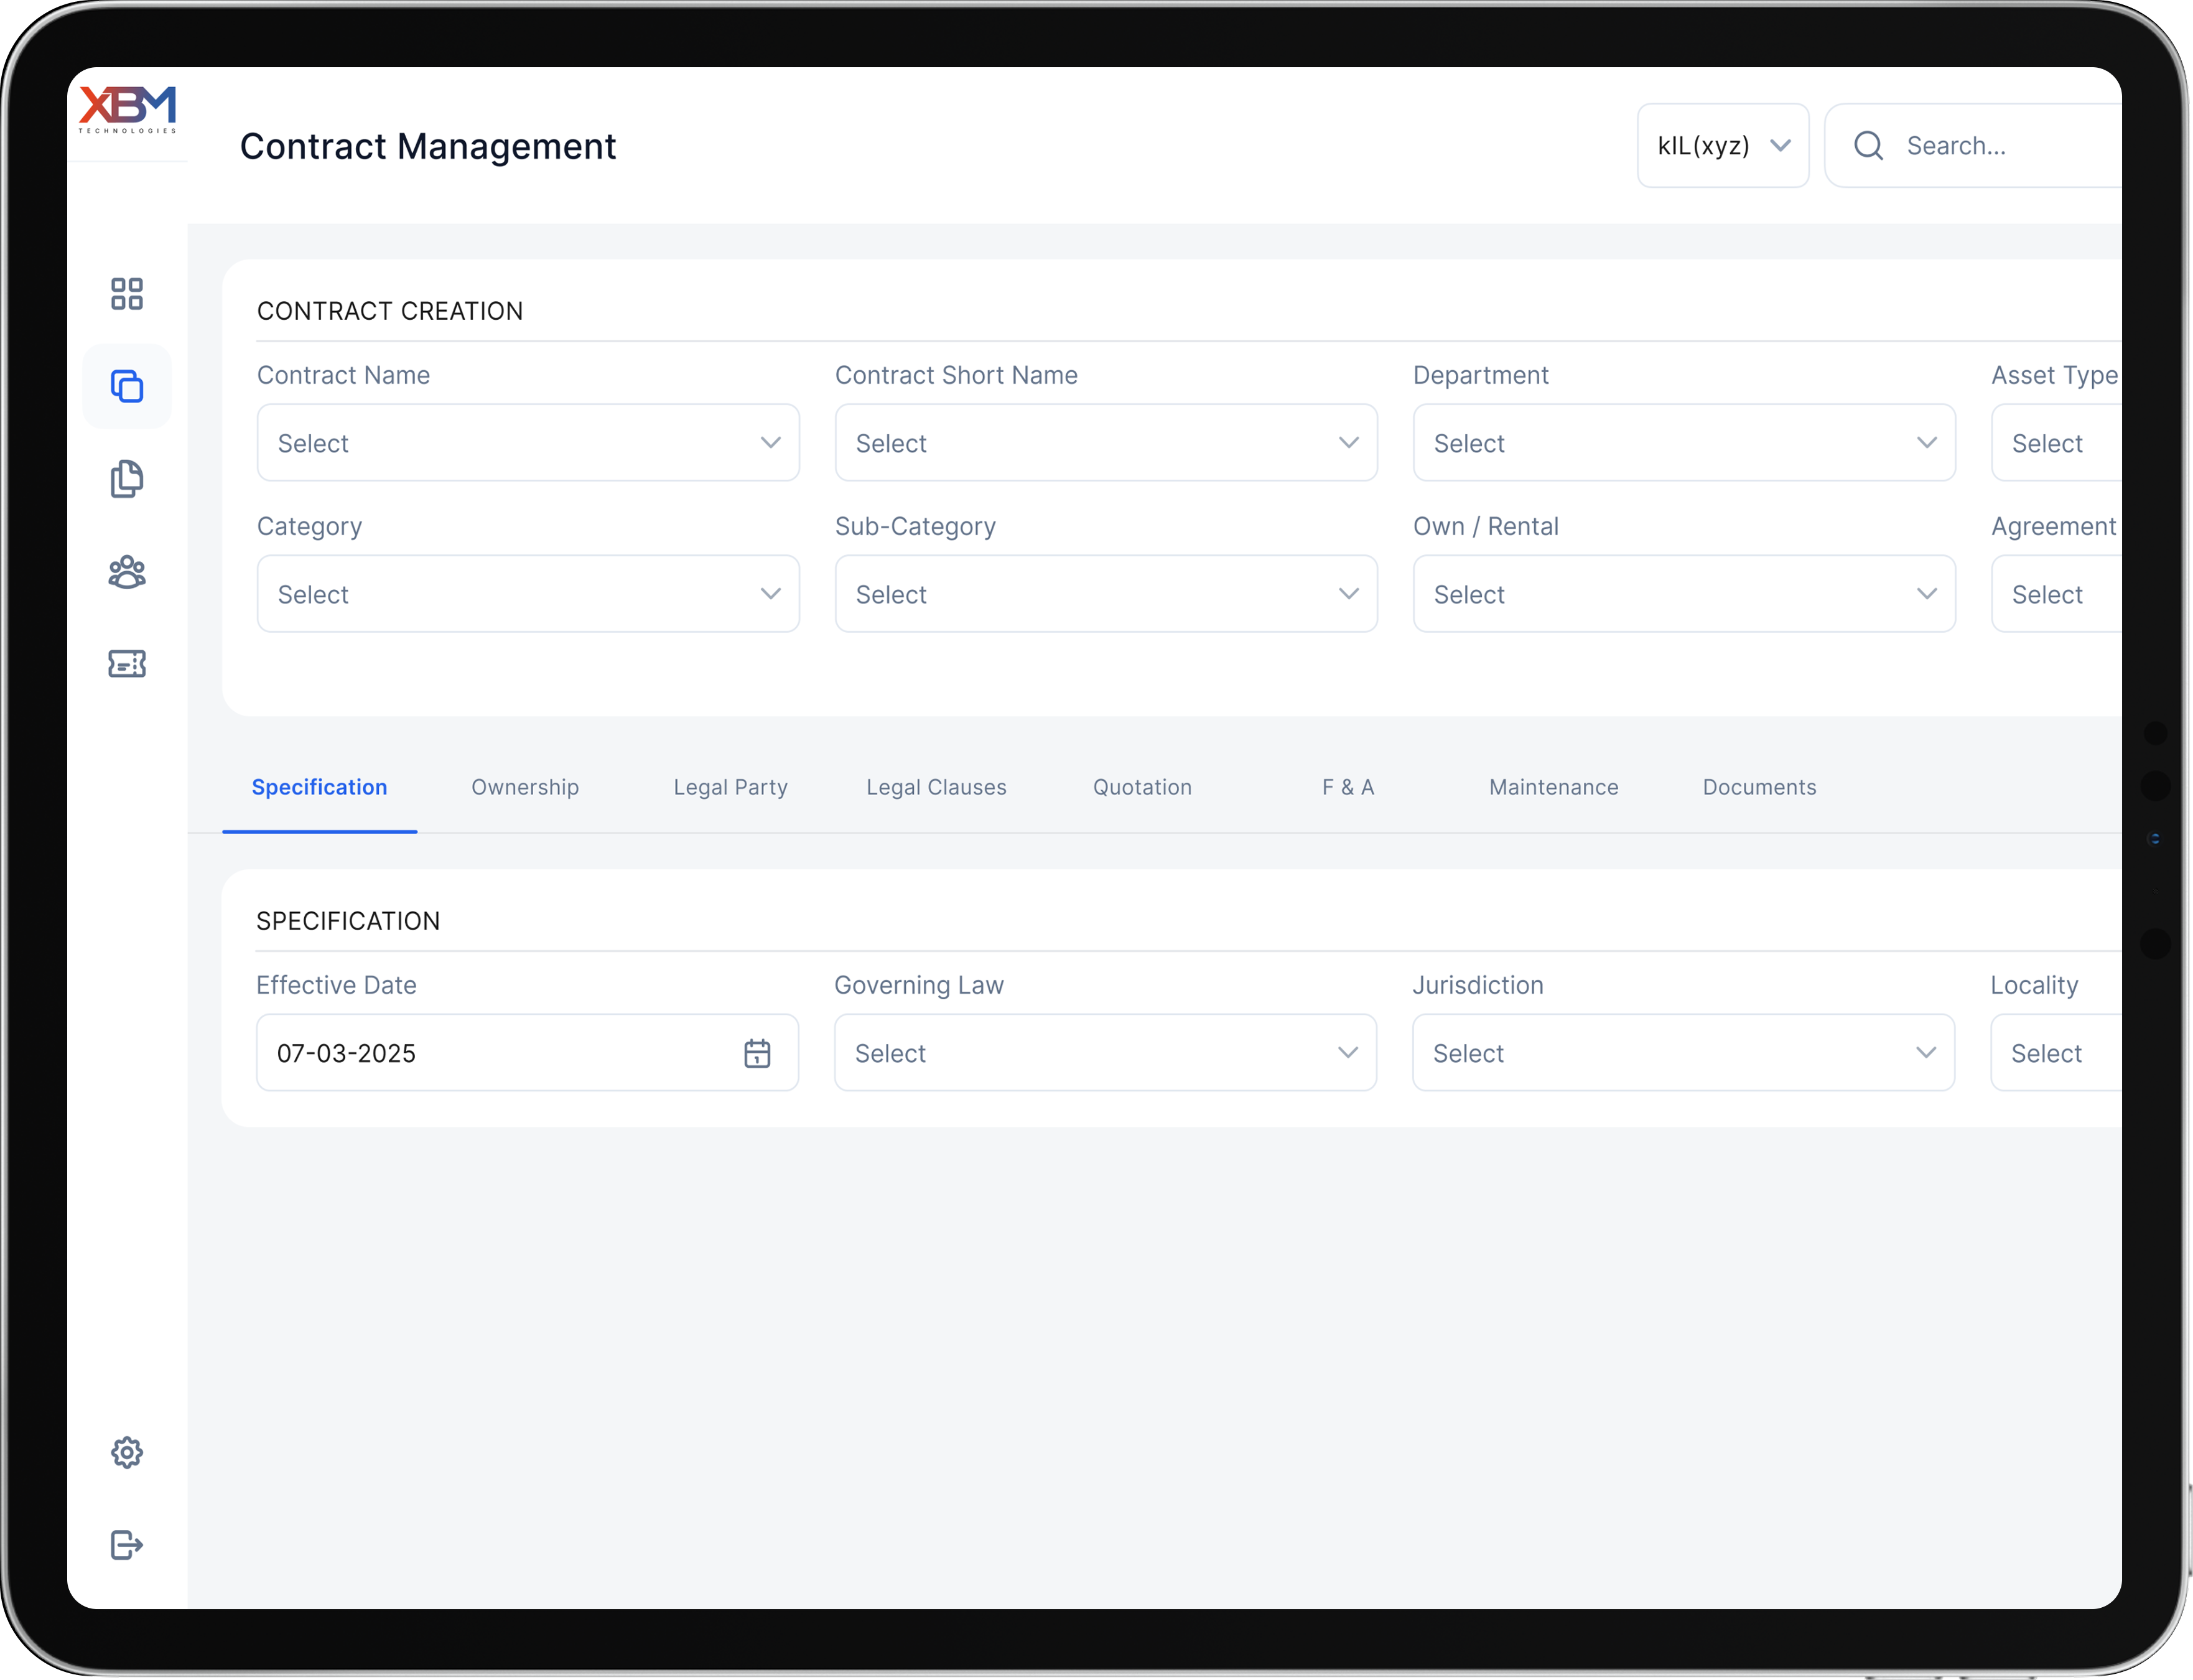 XBM
TECHNOLOGIES
Contract Management
kIL(xyz)
Search...
CONTRACT CREATION
Contract Name Contract Short Name Department Asset Type
Select Select Select Select
Category Sub-Category Own / Rental Agreement
Select Select Select Select
Specification Ownership Legal Party Legal Clauses Quotation F & A Maintenance Documents
SPECIFICATION
Effective Date Governing Law Jurisdiction Locality
07-03-2025 Select Select Select